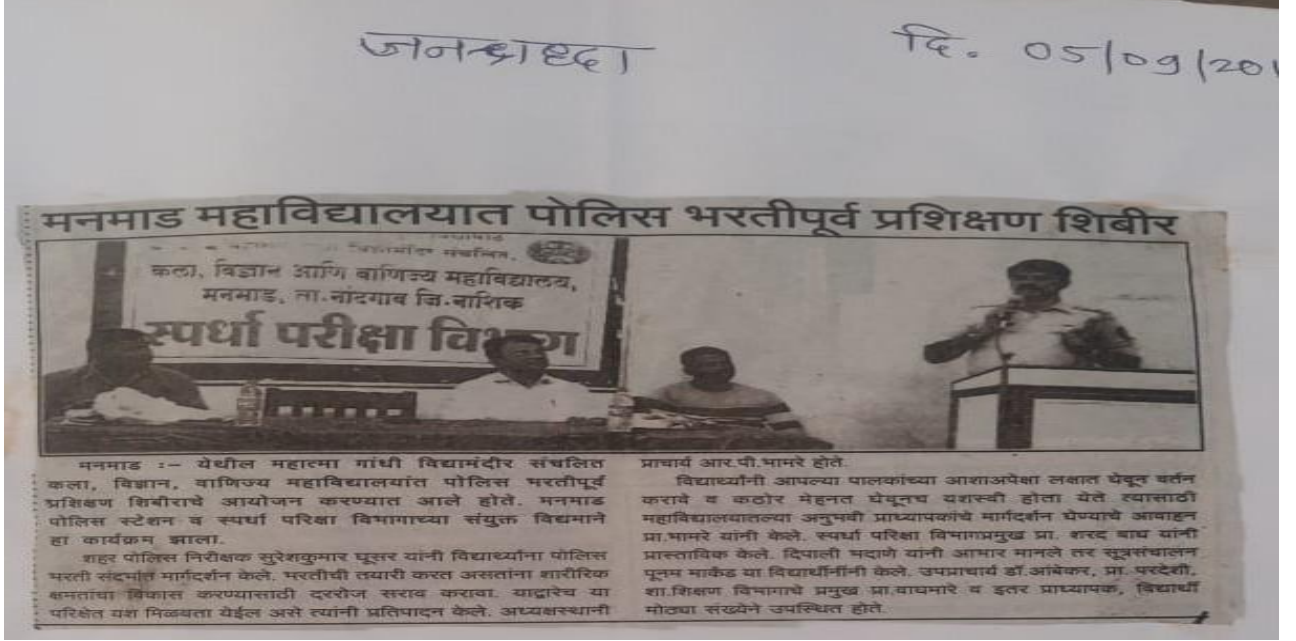 जनश्रध्दा
दि. 05/09/201
मनमाड महाविद्यालयात पोलिस भरतीपूर्व प्रशिक्षण शिबीर
संचलित,
कला, विज्ञान आणि वाणिज्य महाविद्यालय,
मनमाड, ता.नांदगाव जि.नाशिक
स्पर्धा परीक्षा विभाग
मनमाड :– येथील महात्मा गांधी विद्यामंदीर संचलित
कला, विज्ञान, वाणिज्य महाविद्यालयांत पोलिस भरतीपूर्व
प्रशिक्षण शिबीराचे आयोजन करण्यात आले होते. मनमाड
पोलिस स्टेशन व स्पर्धा परिक्षा विभागाच्या संयुक्त विद्यमाने
हा कार्यक्रम झाला.
शहर पोलिस निरीक्षक सुरेशकुमार घूसर यांनी विद्यार्थ्यांना पोलिस
भरती संदर्भात मार्गदर्शन केले. भरतीची तयारी करत असतांना शारीरिक
क्षमतांचा विकास करण्यासाठी दररोज सराव करावा. याद्वारेच या
परिक्षेत यश मिळवता येईल असे त्यांनी प्रतिपादन केले. अध्यक्षस्थानी
प्राचार्य आर.पी.भामरे होते.
विद्यार्थ्यांनी आपल्या पालकांच्या आशाअपेक्षा लक्षात घेवून वर्तन
करावे व कठोर मेहनत घेवूनच यशस्वी होता येते त्यासाठी
महाविद्यालयातल्या अनुभवी प्राध्यापकांचे मार्गदर्शन घेण्याचे आवाहन
प्रा.भामरे यांनी केले. स्पर्धा परिक्षा विभागप्रमुख प्रा. शरद वाघ यांनी
प्रास्ताविक केले. दिपाली भदाणे यांनी आभार मानले तर सूत्रसंचालन
पूनम मार्कंड या विद्यार्थीनींनी केले. उपप्राचार्य डॉ.आंबेकर, प्रा. परदेशी,
शा.शिक्षण विभागाचे प्रमुख प्रा.वाघमारे व इतर प्राध्यापक, विद्यार्थी
मोठ्या संख्येने उपस्थित होते.